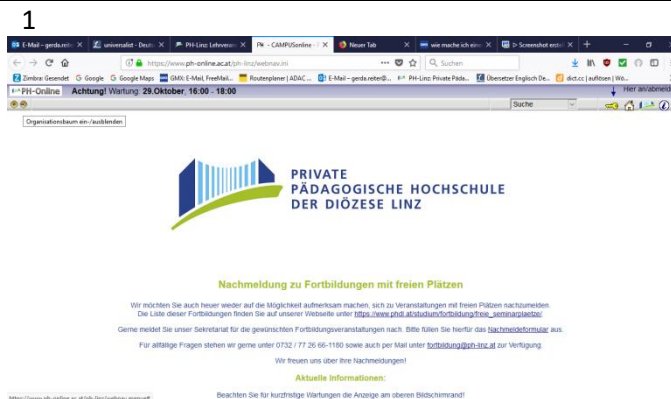 1
E-Mail – gerda.reite
universalist - Deuts
PH-Linz: Lehrverans
PH - CAMPUSonline - /
Neuer Tab
wie mache ich ein
Screenshot erste
https://www.ph-online.ac.at/ph-linz/webnav.ini
Suchen
Zimbra: Gesendet
Google
Google Maps
GMX: E-Mail, FreeMail...
Routenplaner | ADAC ...
E-Mail – gerda.reiter@...
PH-Linz: Private Päda...
Übersetzer Englisch De...
dict.cc | auflösen | Wö...
PH-Online Achtung! Wartung: 29.Oktober, 16:00 - 18:00
Hier an/abmeld
Suche
Organisationsbaum ein-/ausblenden
PRIVATE
PÄDAGOGISCHE HOCHSCHULE
DER DIÖZESE LINZ
Nachmeldung zu Fortbildungen mit freien Plätzen
Wir möchten Sie auch heuer wieder auf die Möglichkeit aufmerksam machen, sich zu Veranstaltungen mit freien Plätzen nachzumelden.
Die Liste dieser Fortbildungen finden Sie auf unserer Webseite unter https://www.phdl.at/studium/fortbildung/freie_seminarplaetze/
Gerne meldet Sie unser Sekretariat für die gewünschten Fortbildungsveranstaltungen nach. Bitte füllen Sie hierfür das Nachmeldeformular aus.
Für allfällige Fragen stehen wir gerne unter 0732 / 77 26 66-1180 sowie auch per Mail unter fortbildung@ph-linz.at zur Verfügung.
Wir freuen uns über Ihre Nachmeldungen!
Aktuelle Informationen:
Beachten Sie für kurzfristige Wartungen die Anzeige am oberen Bildschirmrand!